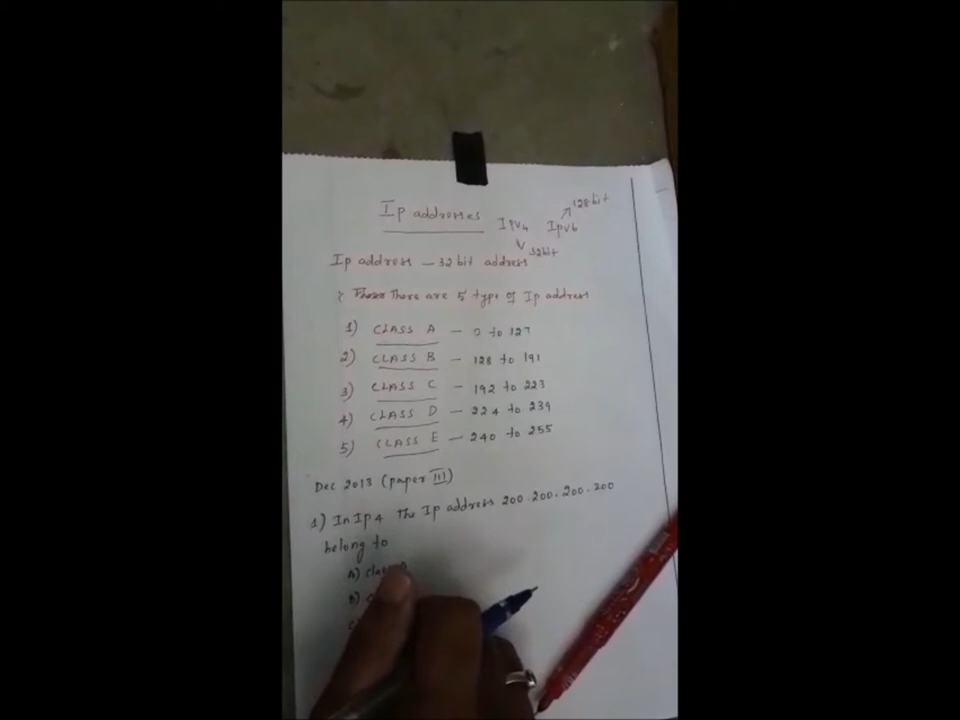 Ip addresses
IPv4 Ipv6
128 bit
32 bit
Ip address — 32 bit address
There are 5 type of Ip address
1) CLASS A — 0 to 127
2) CLASS B — 128 to 191
3) CLASS C — 192 to 223
4) CLASS D — 224 to 239
5) CLASS E — 240 to 255
Dec 2013 (paper III)
1) In Ip 4 The Ip address 200.200.200.200
belong to
A) Class
B)